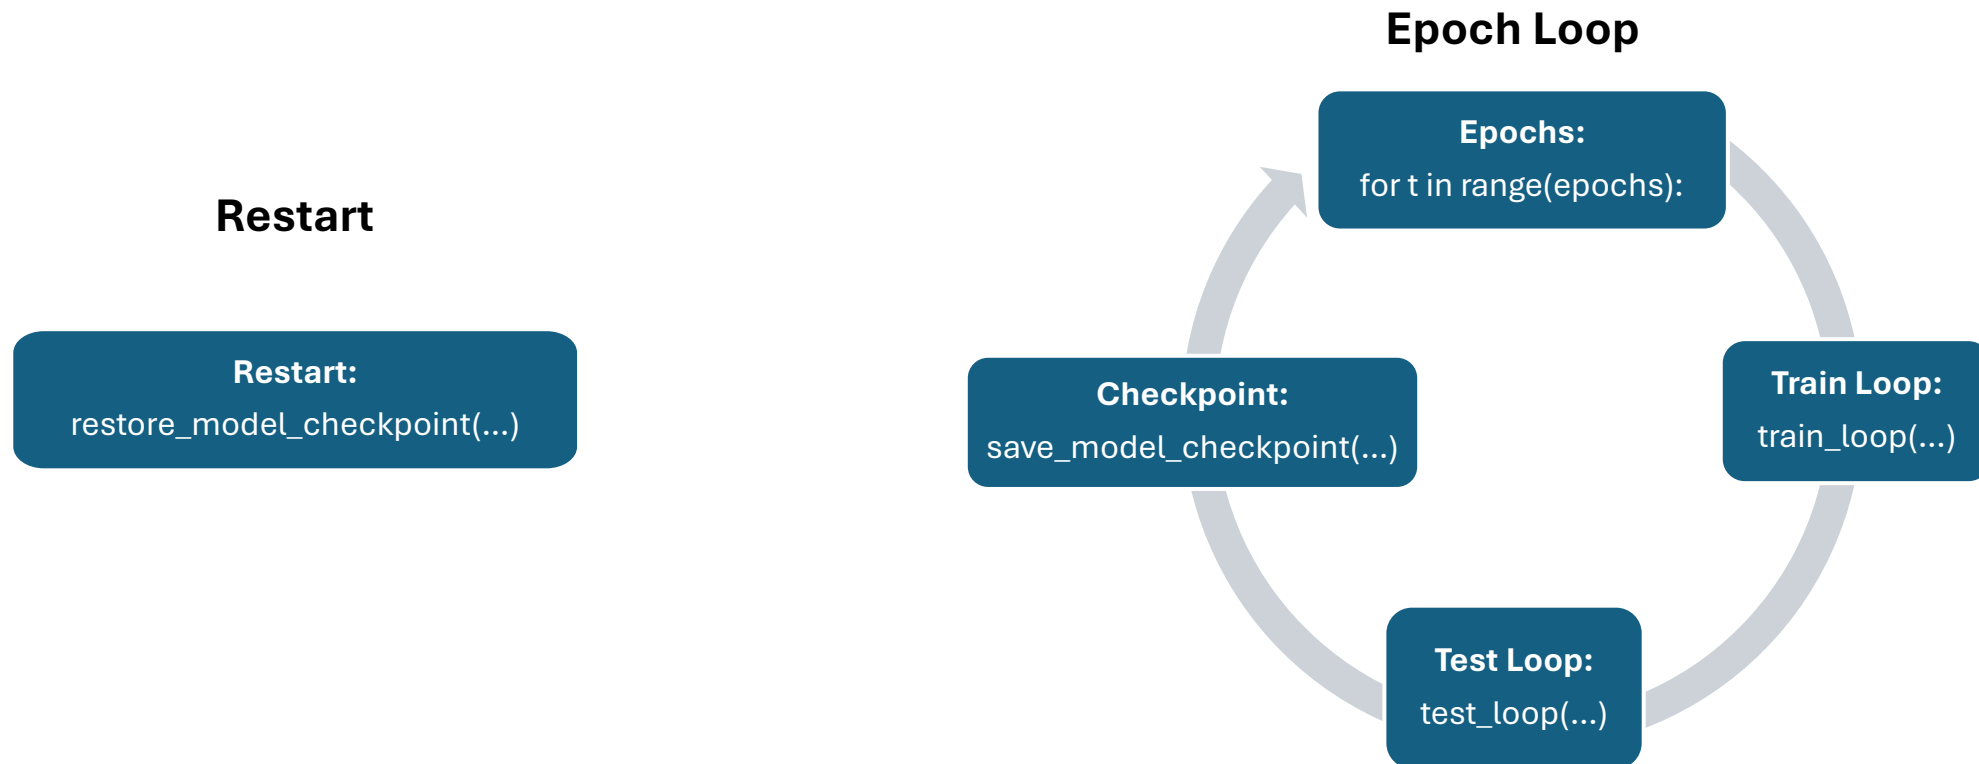 Restart
Restart:
restore_model_checkpoint(...)
Epoch Loop
Epochs:
for t in range(epochs):
Train Loop:
train_loop(...)
Test Loop:
test_loop(...)
Checkpoint:
save_model_checkpoint(...)